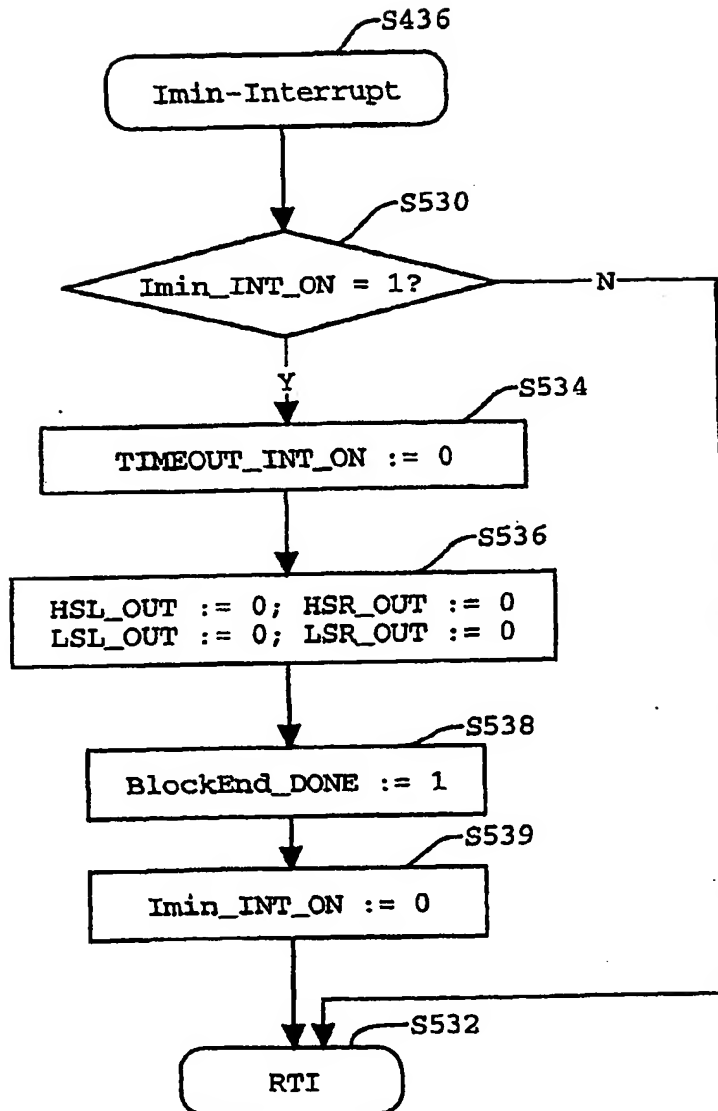 S436
Imin-Interrupt
S530
Imin_INT_ON = 1?
N
Y
S534
TIMEOUT_INT_ON := 0
S536
HSL_OUT := 0; HSR_OUT := 0
LSL_OUT := 0; LSR_OUT := 0
S538
BlockEnd_DONE := 1
S539
Imin_INT_ON := 0
S532
RTI